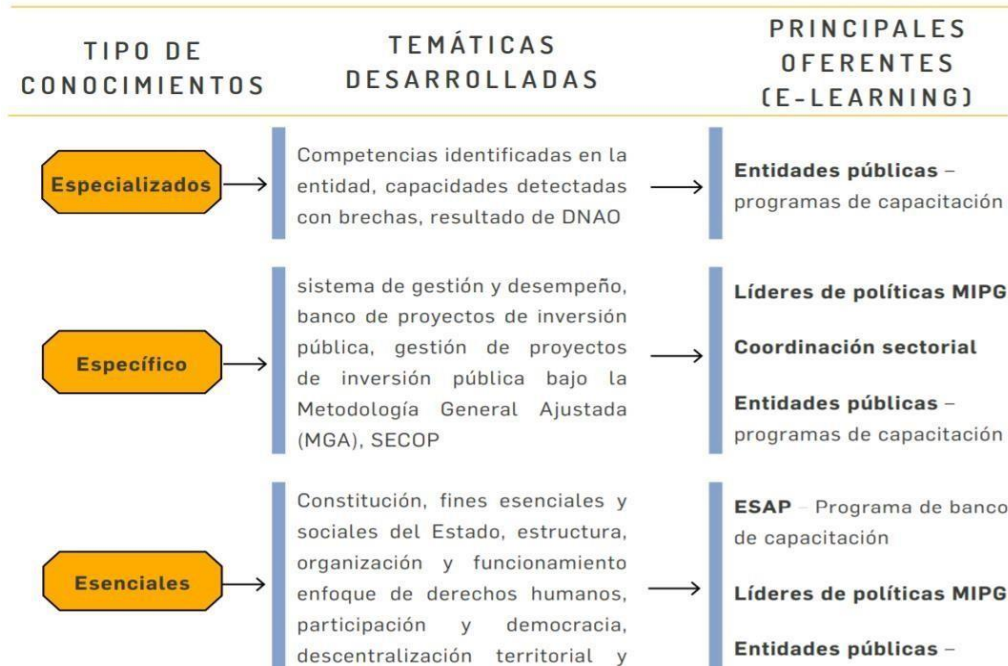 TIPO DE
CONOCIMIENTOS
TEMÁTICAS
DESARROLLADAS
PRINCIPALES
OFERENTES
(E-LEARNING)
Especializados
Competencias identificadas en la
entidad, capacidades detectadas
con brechas, resultado de DNAO
Entidades públicas –
programas de capacitación
Específico
sistema de gestión y desempeño,
banco de proyectos de inversión
pública, gestión de proyectos
de inversión pública bajo la
Metodología General Ajustada
(MGA), SECOP
Líderes de políticas MIPG
Coordinación sectorial
Entidades públicas –
programas de capacitación
Esenciales
Constitución, fines esenciales y
sociales del Estado, estructura,
organización y funcionamiento
enfoque de derechos humanos,
participación y democracia,
descentralización territorial y
ESAP – Programa de banco
de capacitación
Líderes de políticas MIPG
Entidades públicas –